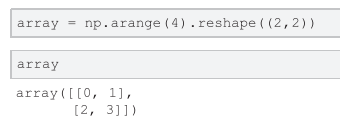 array = np.arange(4).reshape((2,2))
array
array([[0, 1],
       [2, 3]])